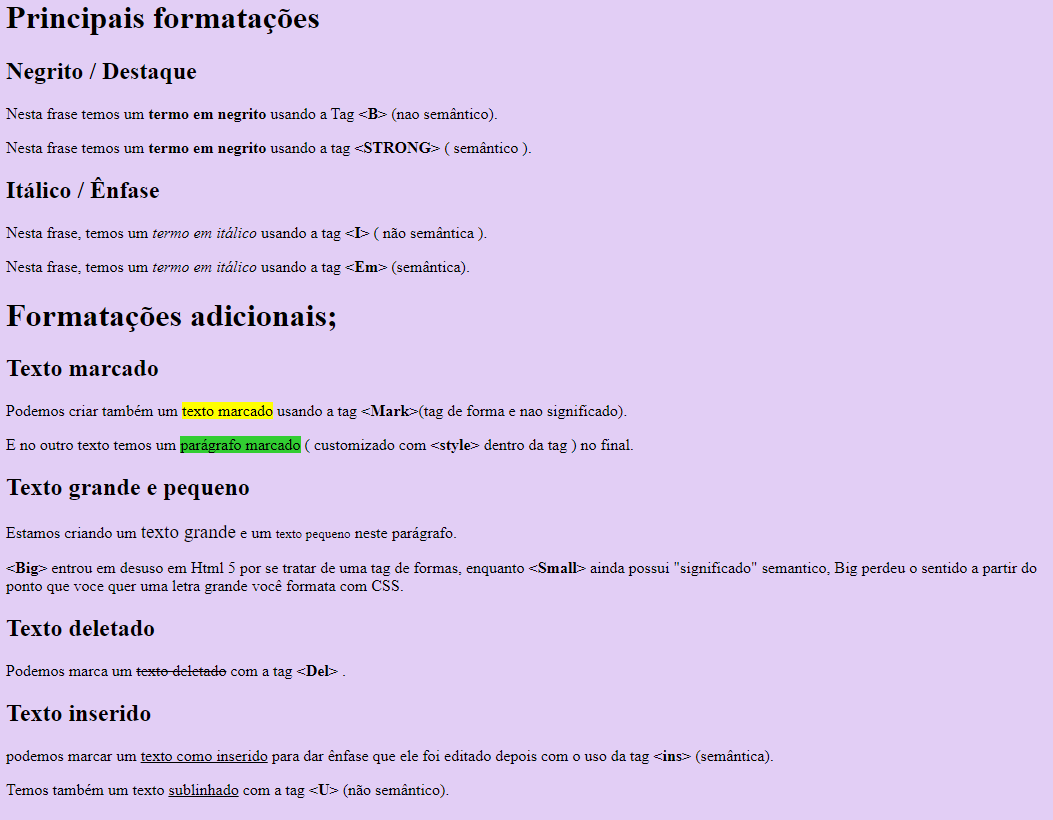 Principais formatações
Negrito / Destaque
Nesta frase temos um termo em negrito usando a Tag <B> (nao semântico).
Nesta frase temos um termo em negrito usando a tag <STRONG> ( semântico ).
Itálico / Ênfase
Nesta frase, temos um termo em itálico usando a tag <I> ( não semântica ).
Nesta frase, temos um termo em itálico usando a tag <Em> (semântica).
Formatações adicionais;
Texto marcado
Podemos criar também um texto marcado usando a tag <Mark>(tag de forma e nao significado).
E no outro texto temos um parágrafo marcado ( customizado com <style> dentro da tag ) no final.
Texto grande e pequeno
Estamos criando um texto grande e um texto pequeno neste parágrafo.
<Big> entrou em desuso em Html 5 por se tratar de uma tag de formas, enquanto <Small> ainda possui "significado" semantico, Big perdeu o sentido a partir do
ponto que voce quer uma letra grande você formata com CSS.
Texto deletado
Podemos marca um texto deletado com a tag <Del> .
Texto inserido
podemos marcar um texto como inserido para dar ênfase que ele foi editado depois com o uso da tag <ins> (semântica).
Temos também um texto sublinhado com a tag <U> (não semântico).